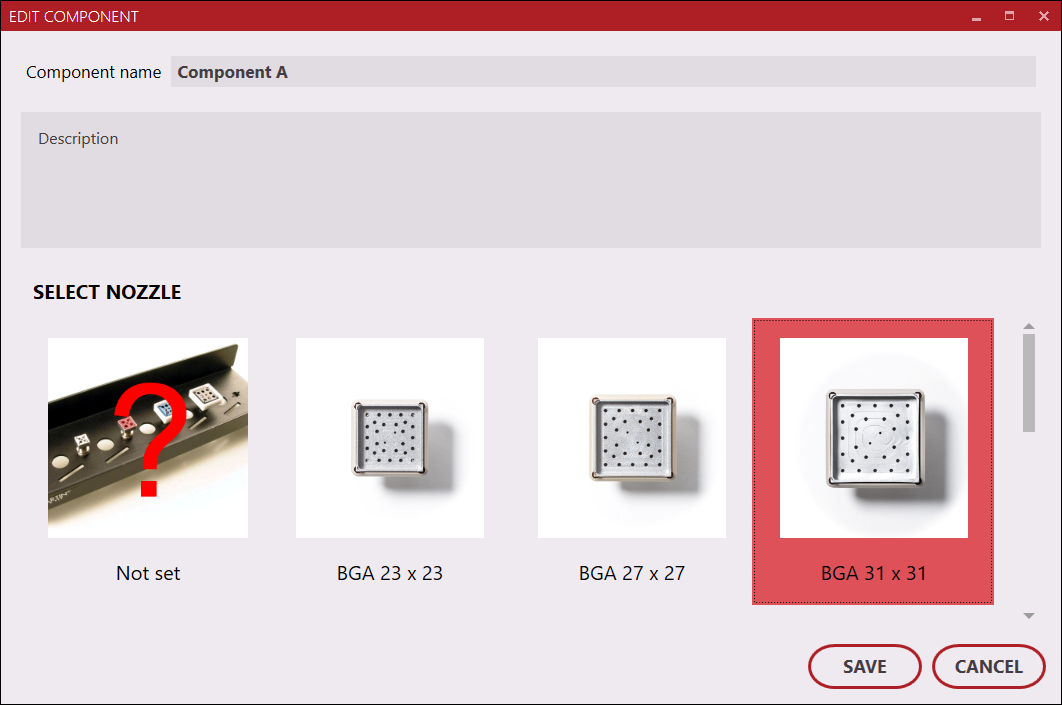 EDIT COMPONENT
Component name Component A
Description
SELECT NOZZLE
?
Not set
BGA 23 x 23
BGA 27 x 27
BGA 31 x 31
SAVE CANCEL